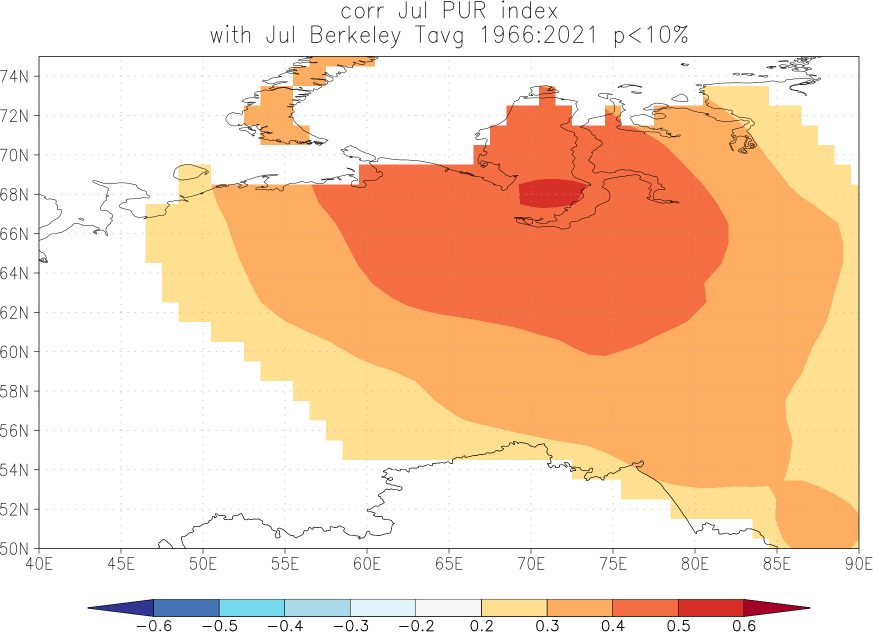 corr Jul PUR index
with Jul Berkeley Tavg 1966:2021 p<10%
74N
72N
70N
68N
66N
64N
62N
60N
58N
56N
54N
52N
50N
40E 45E 50E 55E 60E 65E 70E 75E 80E 85E 90E
-0.6 -0.5 -0.4 -0.3 -0.2 0.2 0.3 0.4 0.5 0.6